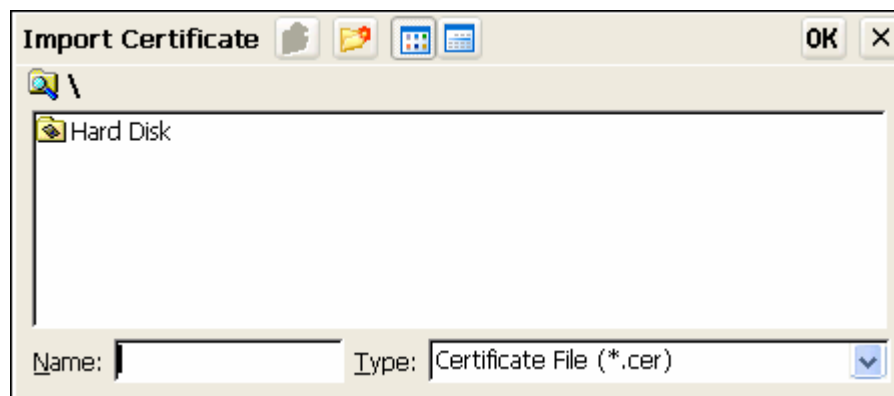 Import Certificate OK ×
\
Hard Disk
Name: Type: Certificate File (*.cer)